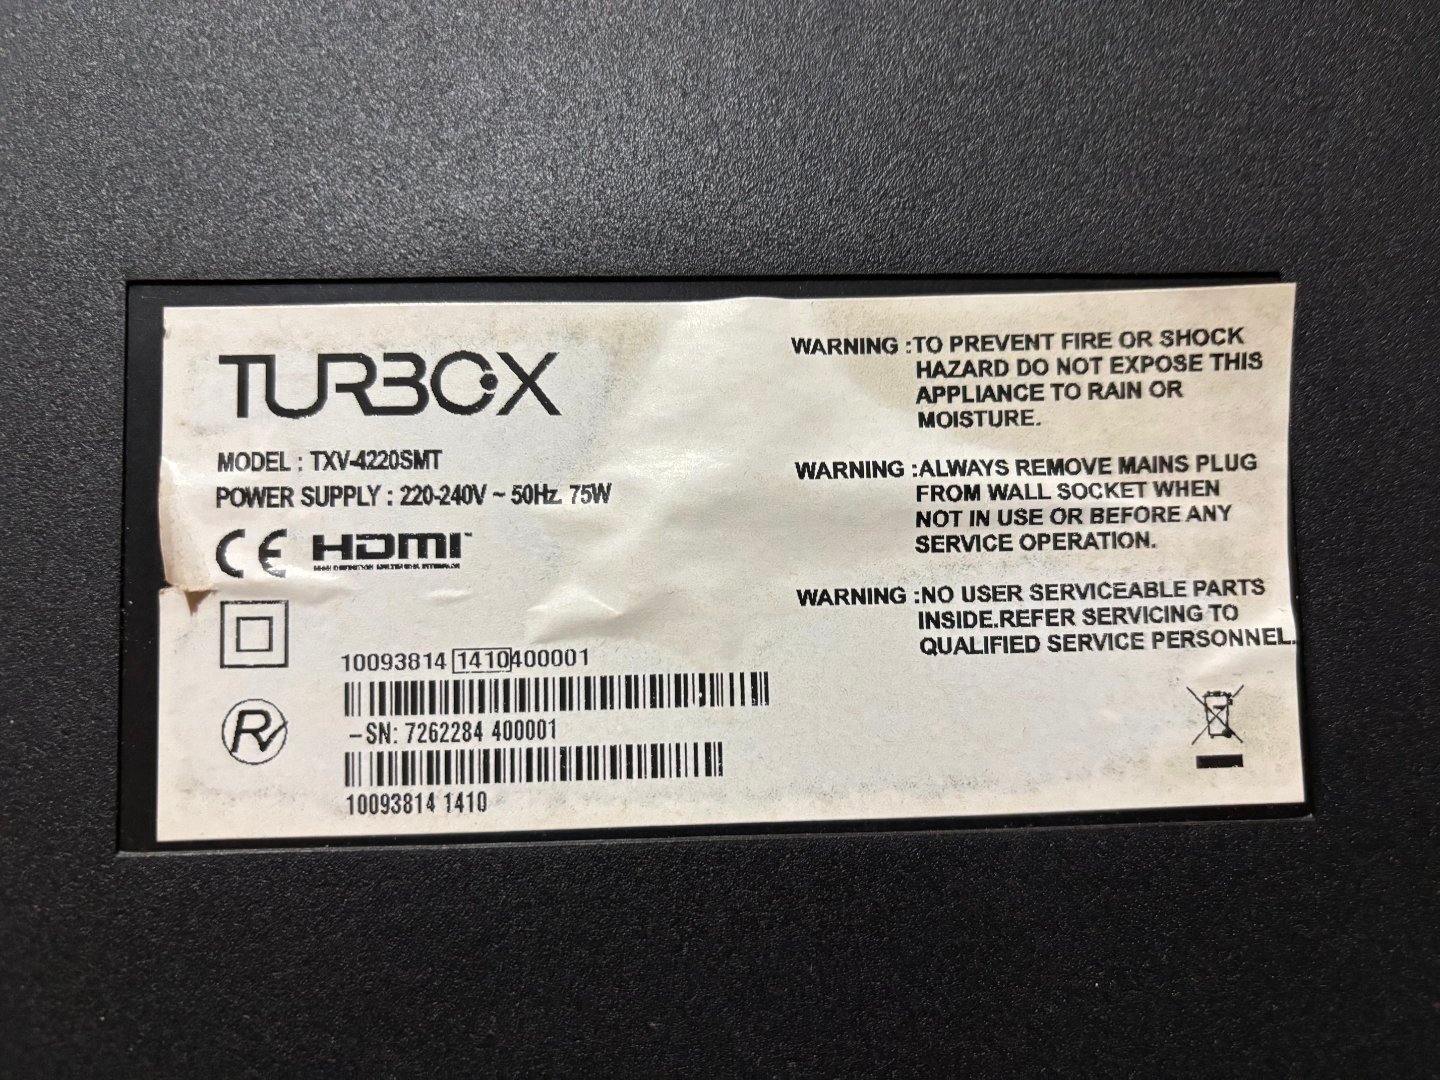 TURBOX
MODEL : TXV-4220SMT
POWER SUPPLY : 220-240V ~ 50Hz. 75W
CE HDMI™
10093814 1410400001
-SN: 7262284 400001
10093814 1410
WARNING :TO PREVENT FIRE OR SHOCK
HAZARD DO NOT EXPOSE THIS
APPLIANCE TO RAIN OR
MOISTURE.
WARNING :ALWAYS REMOVE MAINS PLUG
FROM WALL SOCKET WHEN
NOT IN USE OR BEFORE ANY
SERVICE OPERATION.
WARNING :NO USER SERVICEABLE PARTS
INSIDE.REFER SERVICING TO
QUALIFIED SERVICE PERSONNEL.